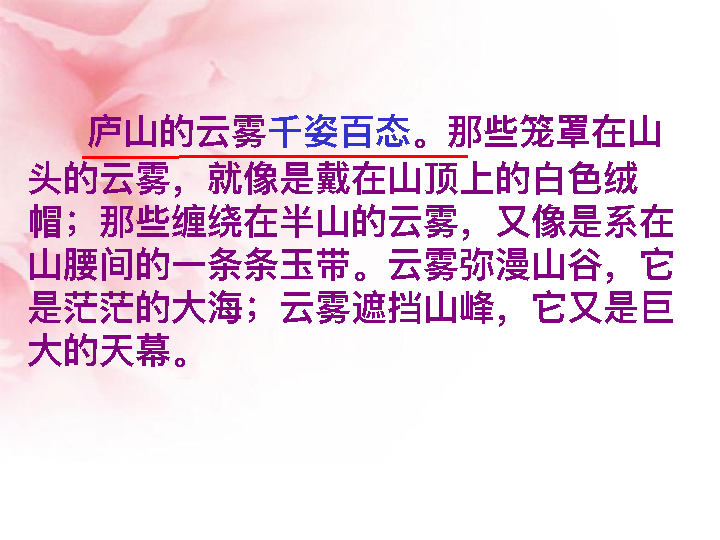 庐山的云雾千姿百态。那些笼罩在山
头的云雾，就像是戴在山顶上的白色绒
帽；那些缠绕在半山的云雾，又像是系在
山腰间的一条条玉带。云雾弥漫山谷，它
是茫茫的大海；云雾遮挡山峰，它又是巨
大的天幕。